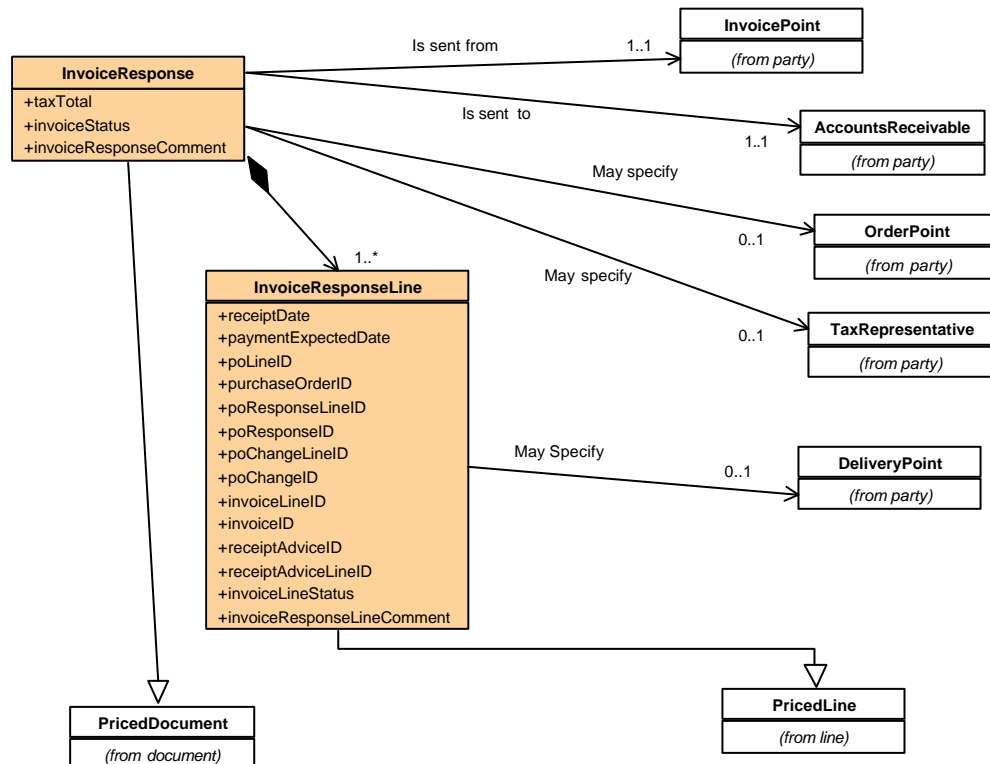 InvoicePoint
(from party)
Is sent from
1..1
InvoiceResponse
+taxTotal
+invoiceStatus
+invoiceResponseComment
Is sent to
1..1
AccountsReceivable
(from party)
May specify
0..1
OrderPoint
(from party)
May specify
0..1
TaxRepresentative
(from party)
1..*
InvoiceResponseLine
+receiptDate
+paymentExpectedDate
+poLineID
+purchaseOrderID
+poResponseLineID
+poResponseID
+poChangeLineID
+poChangeID
+invoiceLineID
+invoiceID
+receiptAdviceID
+receiptAdviceLineID
+invoiceLineStatus
+invoiceResponseLineComment
May Specify
0..1
DeliveryPoint
(from party)
PricedDocument
(from document)
PricedLine
(from line)